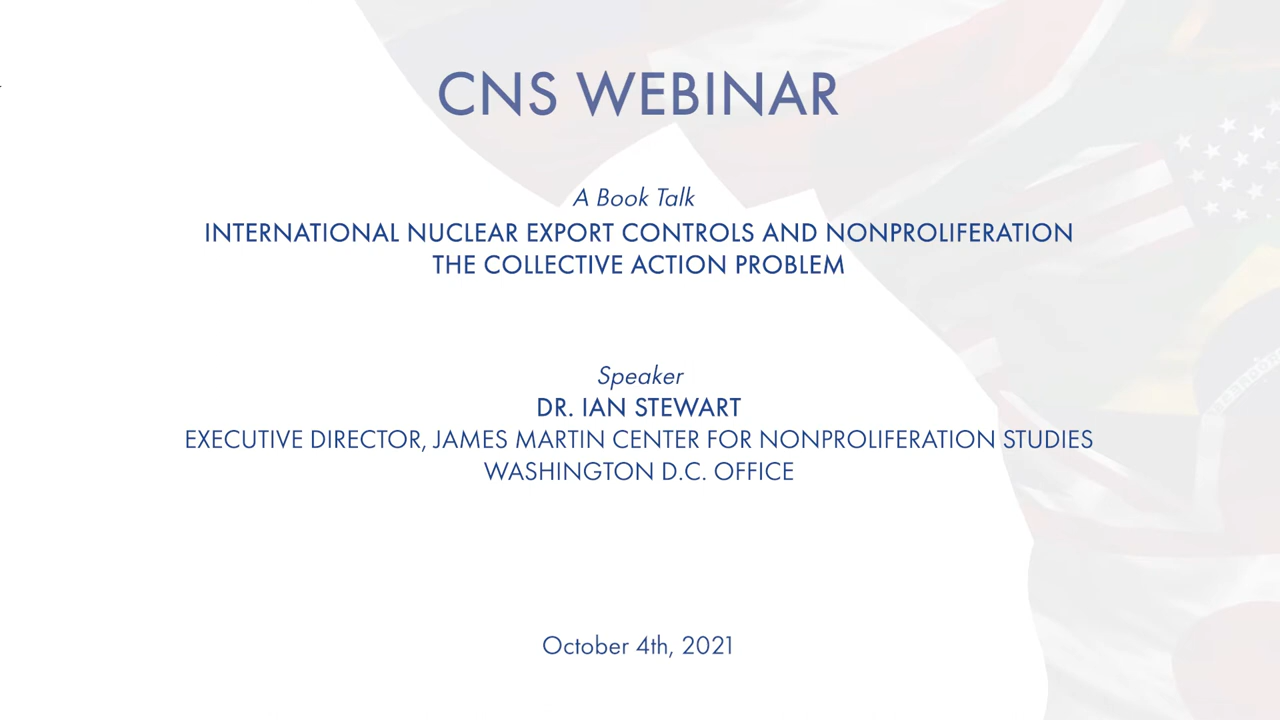 CNS WEBINAR
A Book Talk
INTERNATIONAL NUCLEAR EXPORT CONTROLS AND NONPROLIFERATION
THE COLLECTIVE ACTION PROBLEM
Speaker
DR. IAN STEWART
EXECUTIVE DIRECTOR, JAMES MARTIN CENTER FOR NONPROLIFERATION STUDIES
WASHINGTON D.C. OFFICE
October 4th, 2021